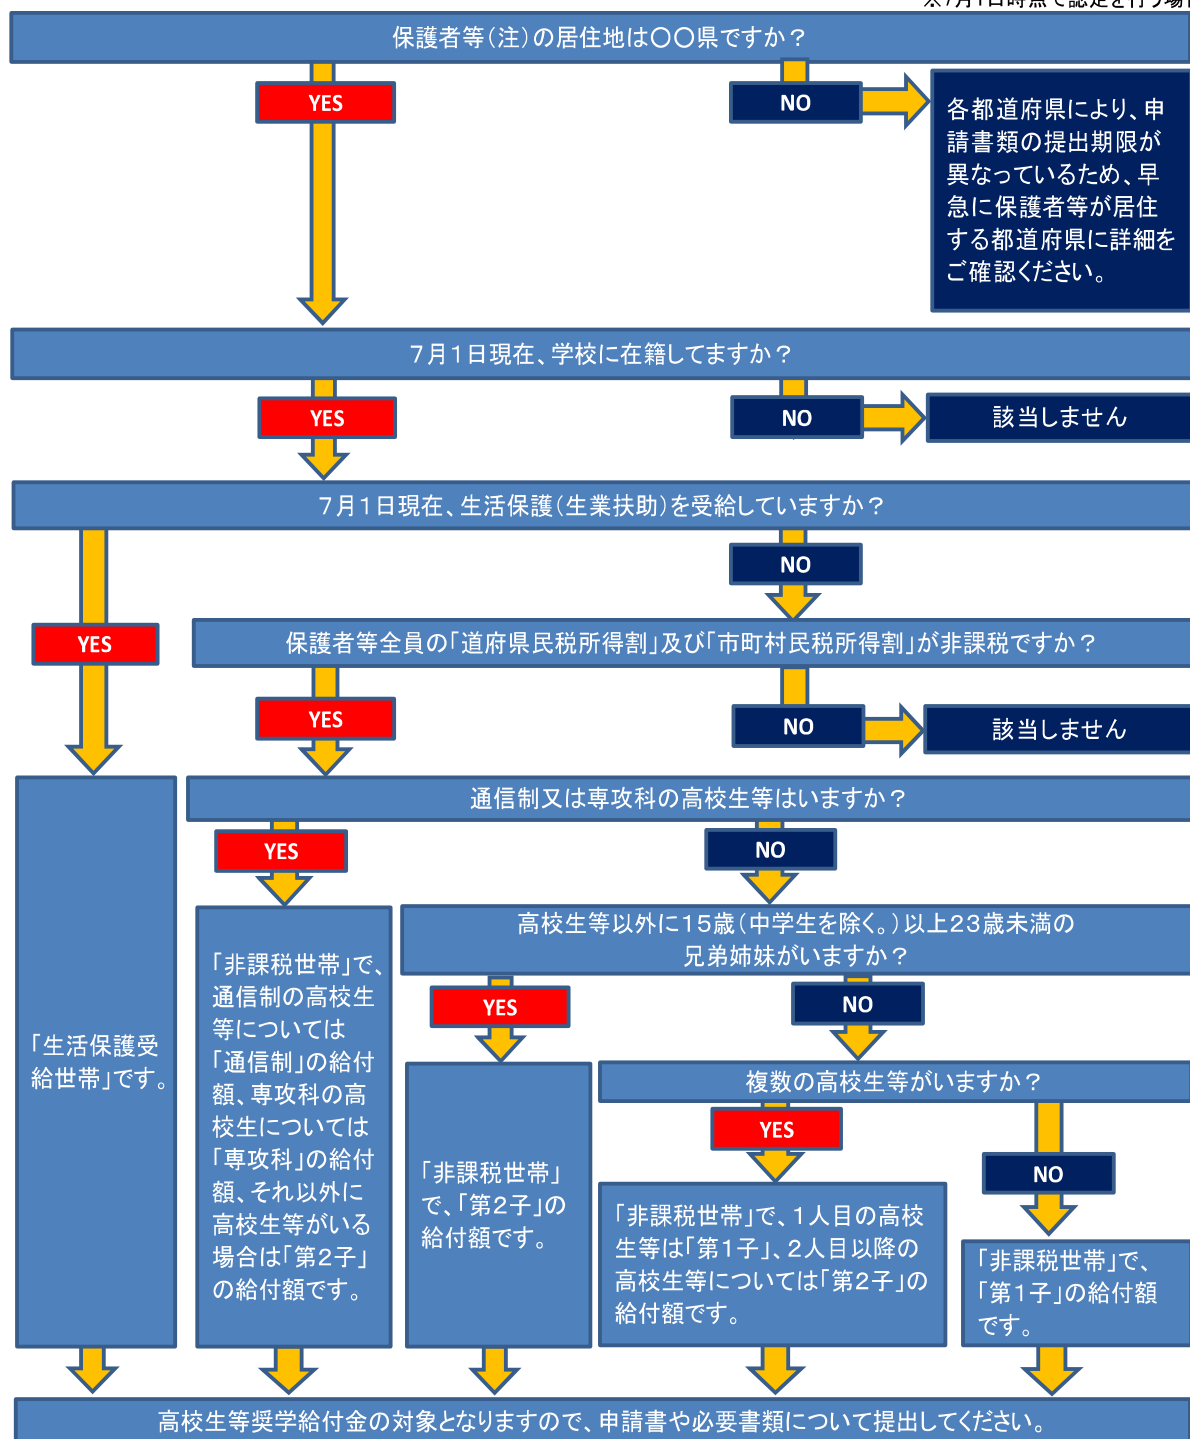 ※7月1日時点で認定を行う場合
保護者等(注)の居住地は〇〇県ですか？
YES
NO
各都道府県により、申
請書類の提出期限が
異なっているため、早
急に保護者等が居住
する都道府県に詳細を
ご確認ください。
7月1日現在、学校に在籍してますか？
YES
NO
該当しません
7月1日現在、生活保護(生業扶助)を受給していますか？
NO
YES
保護者等全員の「道府県民税所得割」及び「市町村民税所得割」が非課税ですか？
YES
NO
該当しません
通信制又は専攻科の高校生等はいますか？
YES
NO
高校生等以外に15歳(中学生を除く。)以上23歳未満の
兄弟姉妹がいますか？
YES
NO
「生活保護受
給世帯」です。
「非課税世帯」で、
通信制の高校生
等については
「通信制」の給付
額、専攻科の高
校生については
「専攻科」の給付
額、それ以外に
高校生等がいる
場合は「第2子」
の給付額です。
複数の高校生等がいますか？
YES
NO
「非課税世帯」
で、「第2子」の
給付額です。
「非課税世帯」で、1人目の高校
生等は「第1子」、2人目以降の
高校生等については「第2子」の
給付額です。
「非課税世帯」で、
「第1子」の給付額
です。
高校生等奨学給付金の対象となりますので、申請書や必要書類について提出してください。